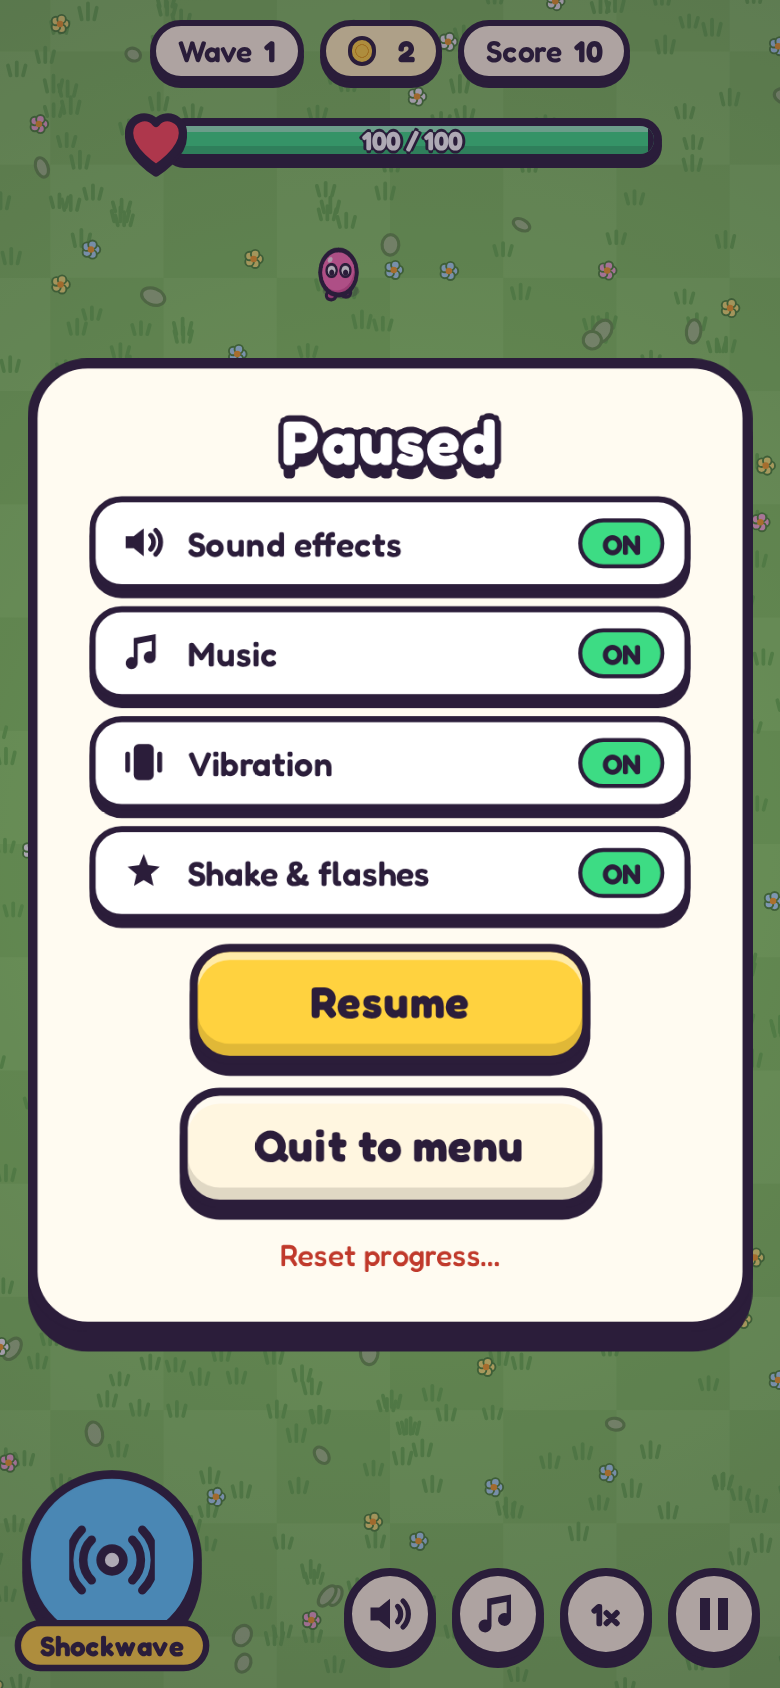 Wave 1
2
Score 10
100 / 100
Paused
Sound effects ON
Music ON
Vibration ON
Shake & flashes ON
Resume
Quit to menu
Reset progress...
Shockwave
1x